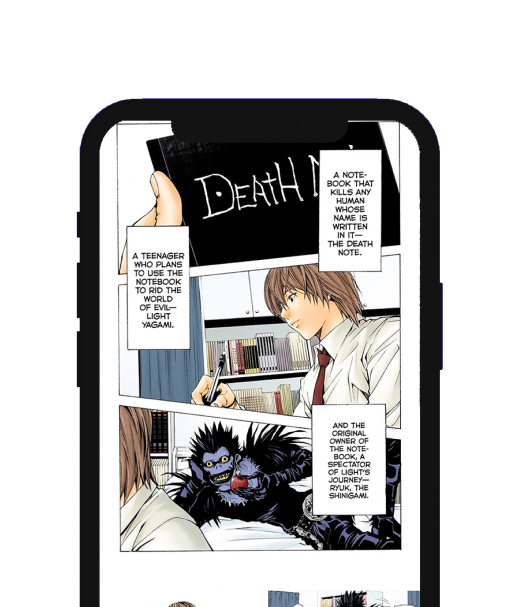 DEATH N
A NOTE-
BOOK THAT
KILLS ANY
HUMAN
WHOSE
NAME IS
WRITTEN
IN IT—
THE DEATH
NOTE.
A TEENAGER
WHO PLANS
TO USE THE
NOTEBOOK
TO RID THE
WORLD
OF EVIL—
LIGHT
YAGAMI.
AND THE
ORIGINAL
OWNER OF
THE NOTE-
BOOK, A
SPECTATOR
OF LIGHT'S
JOURNEY—
RYUK, THE
SHINIGAMI.